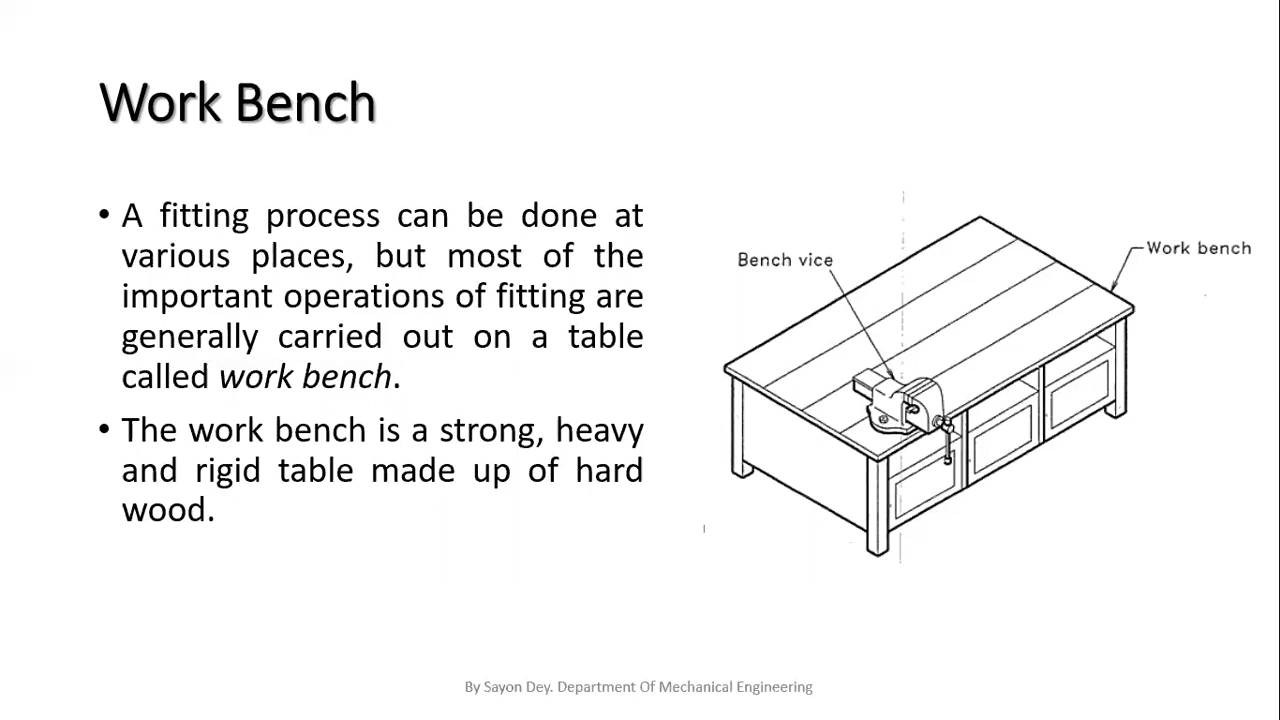 Work Bench
• A fitting process can be done at
various places, but most of the
important operations of fitting are
generally carried out on a table
called work bench.
• The work bench is a strong, heavy
and rigid table made up of hard
wood.
Bench vice
Work bench
By Sayon Dey. Department Of Mechanical Engineering